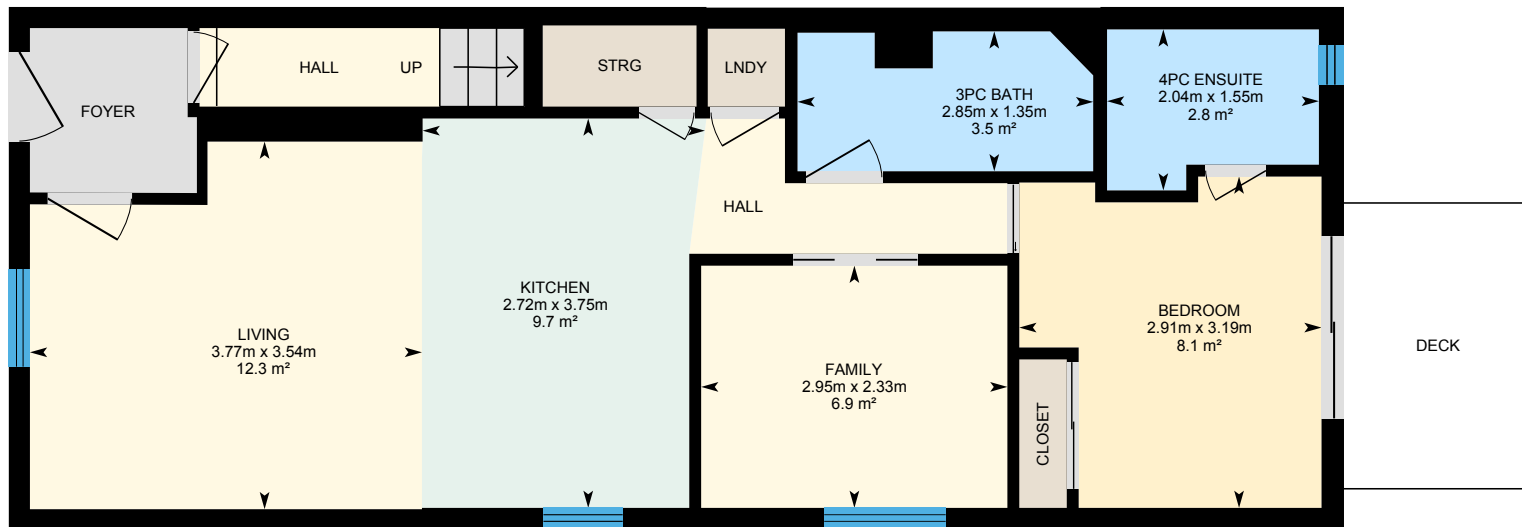 FOYER
HALL
UP
STRG
LNDY
3PC BATH
2.85m x 1.35m
3.5 m²
4PC ENSUITE
2.04m x 1.55m
2.8 m²
HALL
KITCHEN
2.72m x 3.75m
9.7 m²
LIVING
3.77m x 3.54m
12.3 m²
FAMILY
2.95m x 2.33m
6.9 m²
BEDROOM
2.91m x 3.19m
8.1 m²
CLOSET
DECK